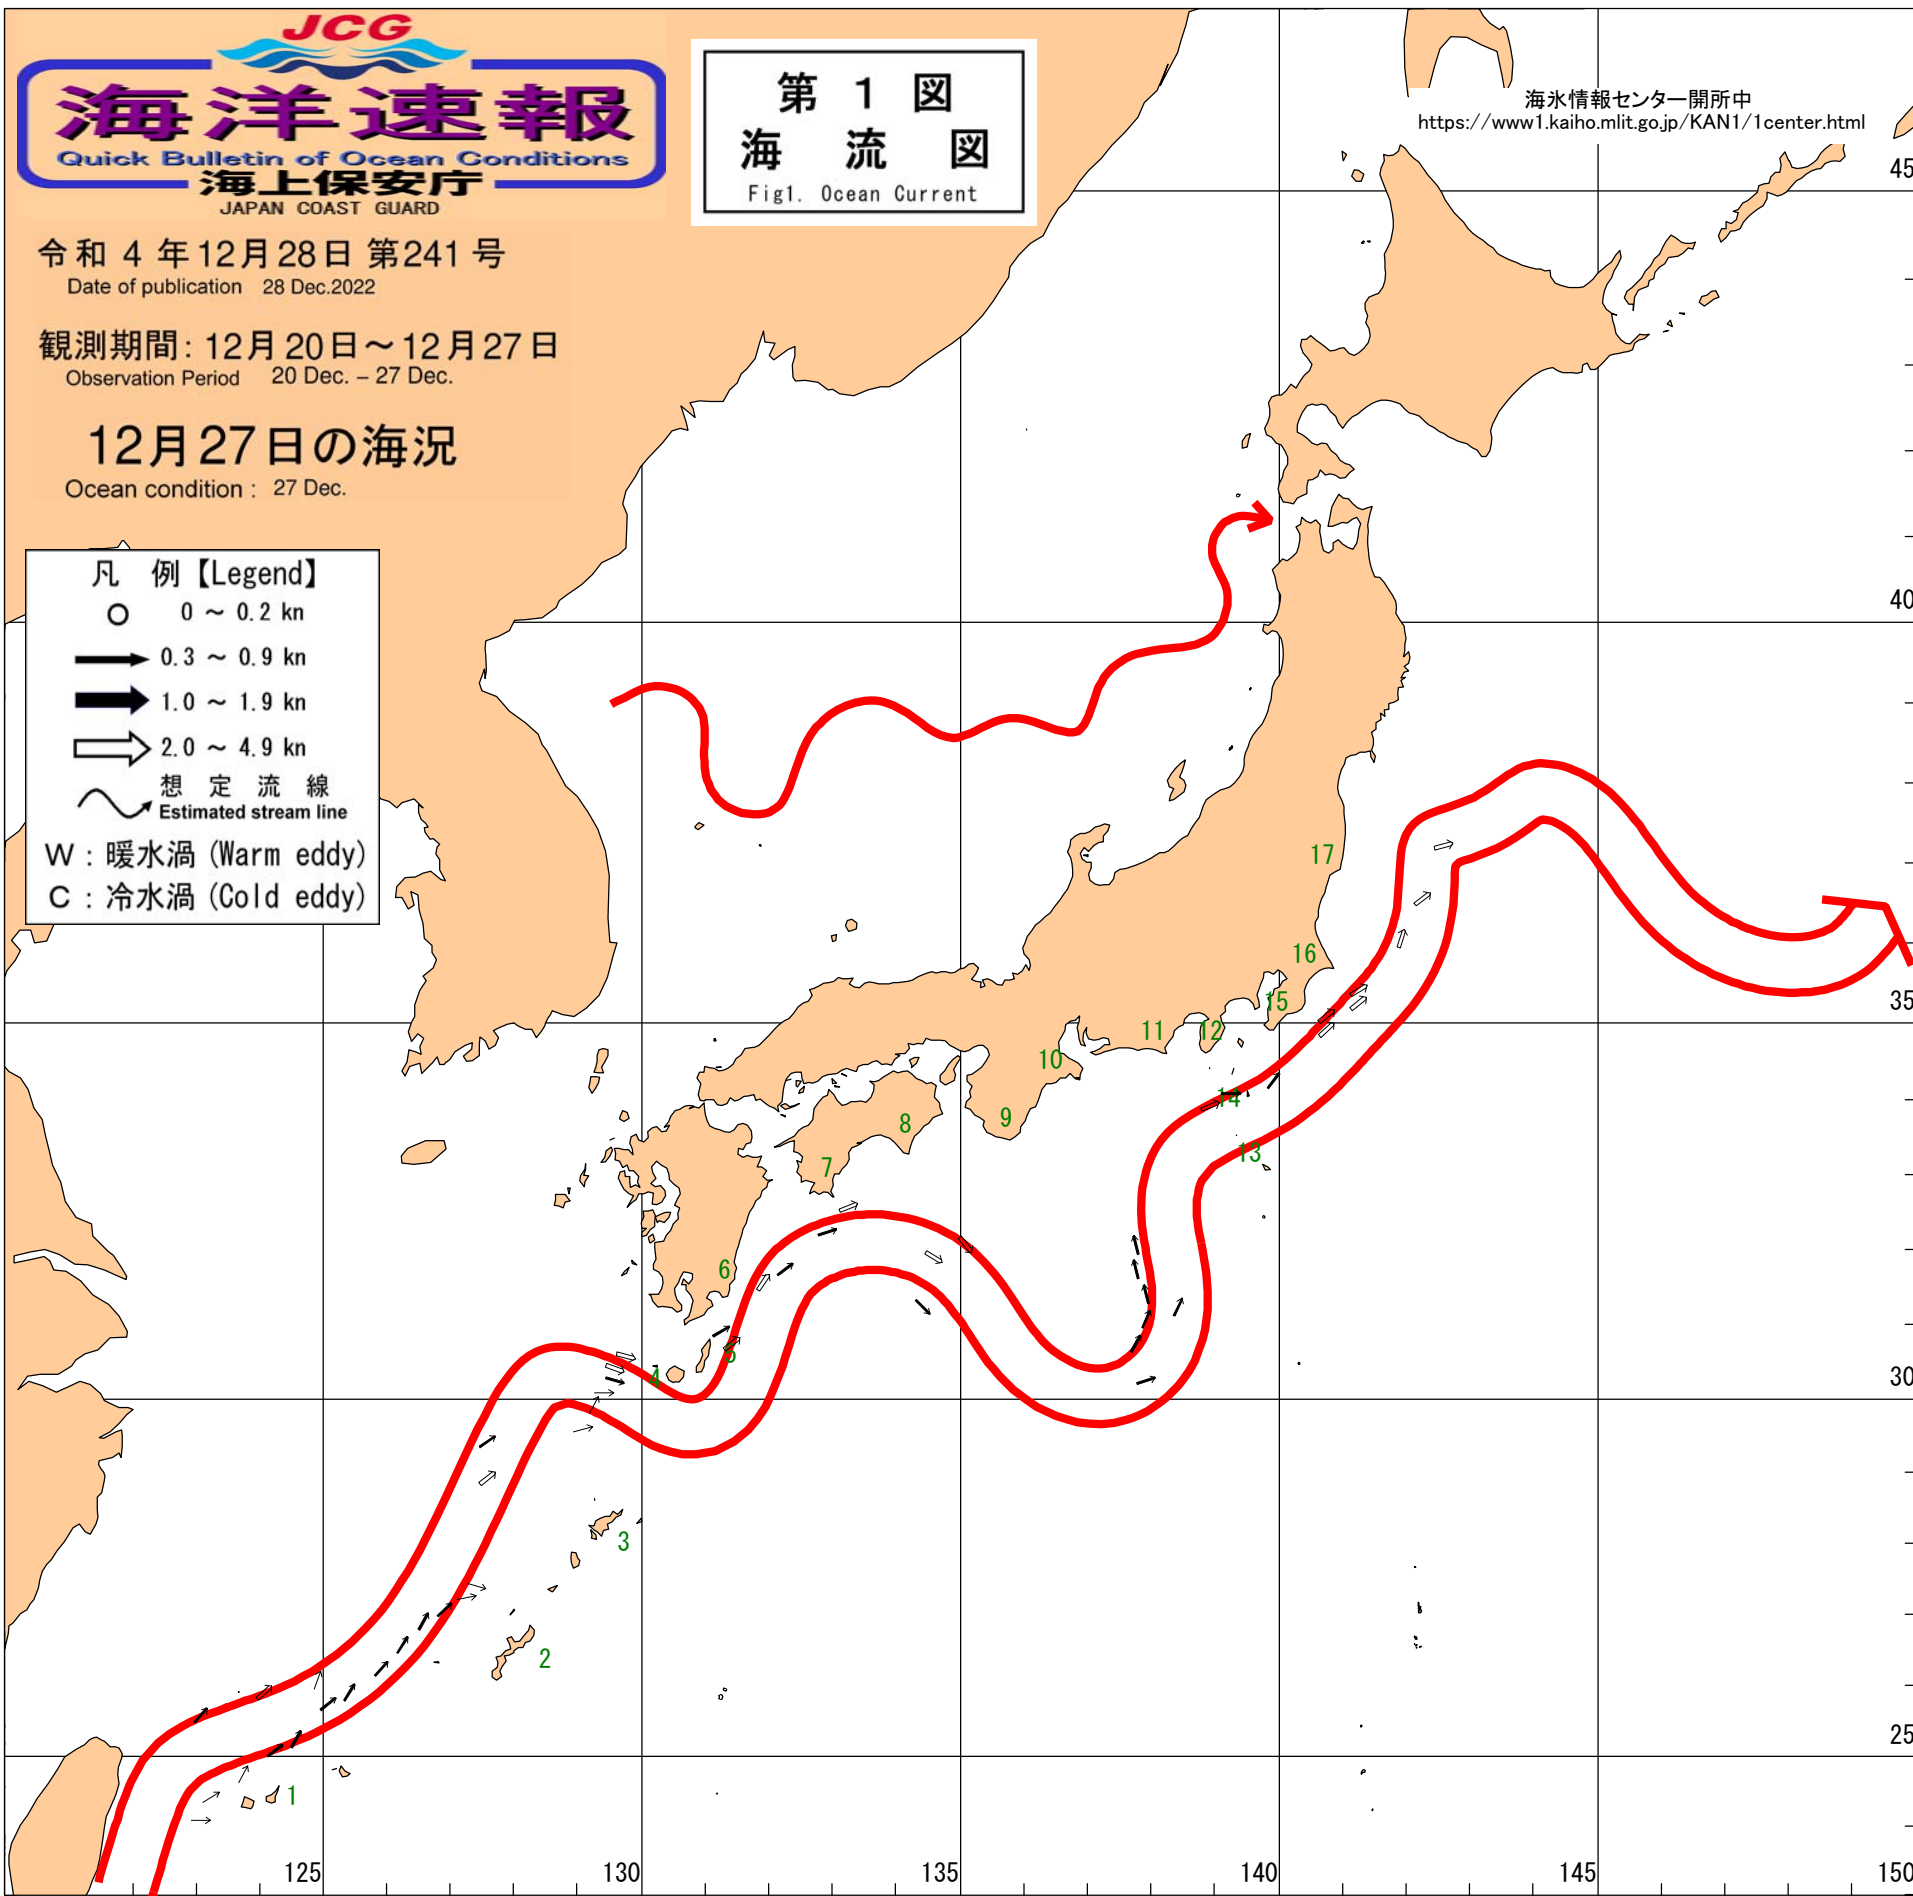 JCG
海洋速報
Quick Bulletin of Ocean Conditions
海上保安庁
JAPAN COAST GUARD
第 1 図
海 流 図
Fig1. Ocean Current
海氷情報センター開所中
https://www1.kaiho.mlit.go.jp/KAN1/1center.html
令和 4 年 12月28日 第241号
Date of publication 28 Dec.2022
観測期間: 12月20日～12月27日
Observation Period 20 Dec. – 27 Dec.
12月27日の海況
Ocean condition : 27 Dec.
凡 例【Legend】
0 ～ 0.2 kn
0.3 ～ 0.9 kn
1.0 ～ 1.9 kn
2.0 ～ 4.9 kn
想 定 流 線
Estimated stream line
W : 暖水渦 (Warm eddy)
C : 冷水渦 (Cold eddy)
45
40
17
16
35
15
11
12
10
14
9
8
13
7
6
5
4
30
3
2
25
1
125
130
135
140
145
150